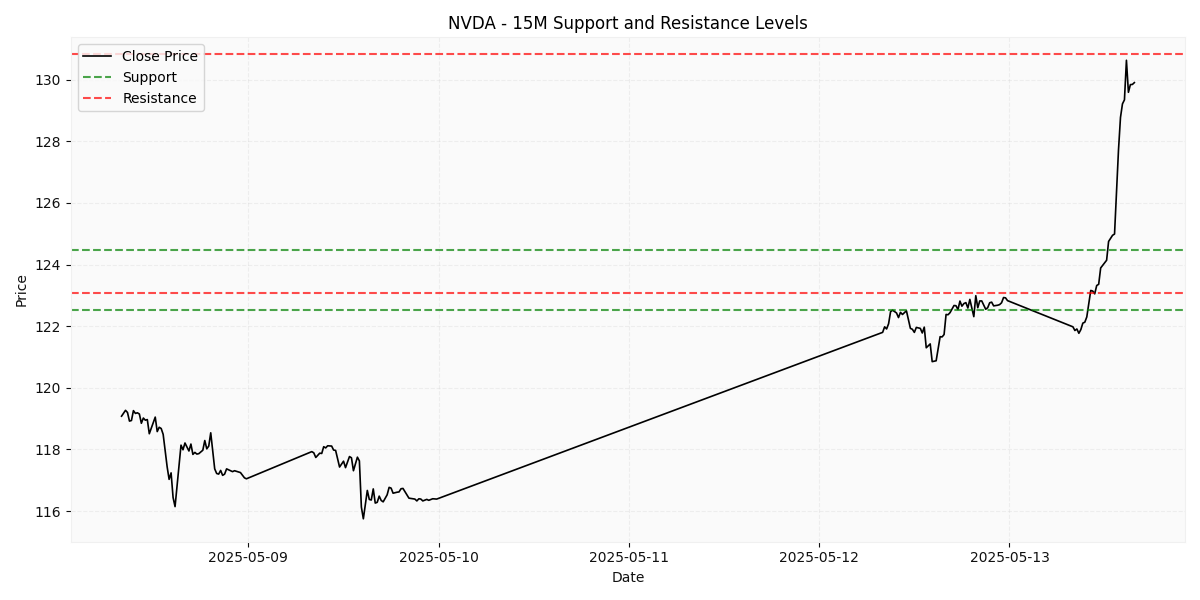 NVDA - 15M Support and Resistance Levels
Close Price
Support
Resistance
Price
130
128
126
124
122
120
118
116
2025-05-09
2025-05-10
2025-05-11
2025-05-12
2025-05-13
Date